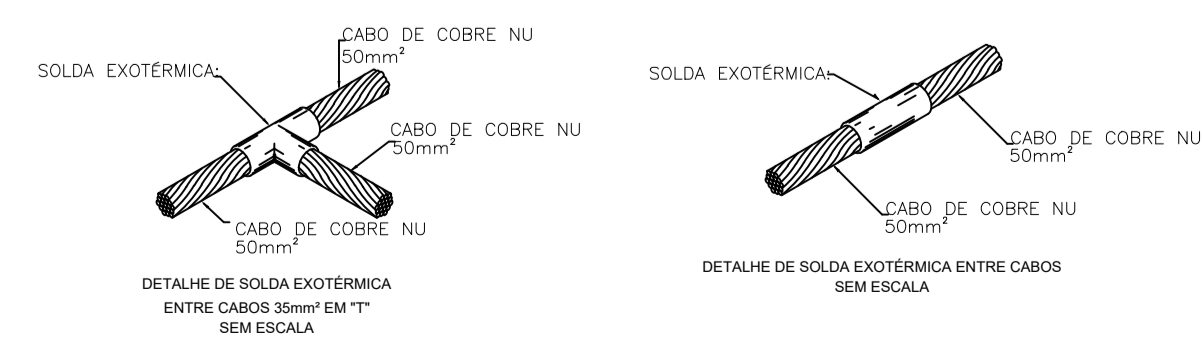 CABO DE COBRE NU
50mm²
SOLDA EXOTÉRMICA:
CABO DE COBRE NU
50mm²
CABO DE COBRE NU
50mm²
DETALHE DE SOLDA EXOTÉRMICA
ENTRE CABOS 35mm² EM "T"
SEM ESCALA
SOLDA EXOTÉRMICA:
CABO DE COBRE NU
50mm²
CABO DE COBRE NU
50mm²
DETALHE DE SOLDA EXOTÉRMICA ENTRE CABOS
SEM ESCALA